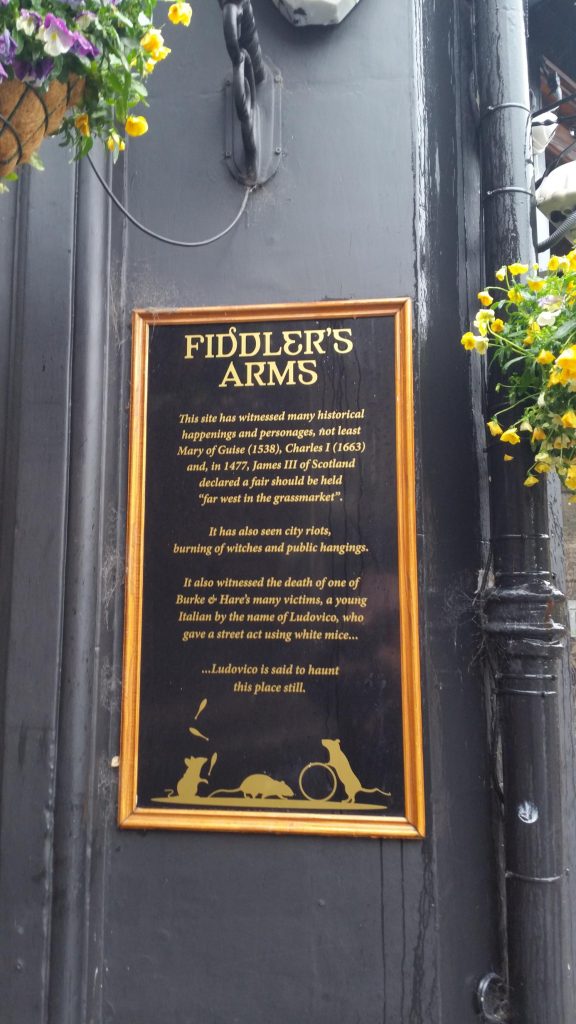 FIDDLER'S
ARMS
This site has witnessed many historical
happenings and personages, not least
Mary of Guise (1538), Charles I (1663)
and, in 1477, James III of Scotland
declared a fair should be held
"far west in the grassmarket".
It has also seen city riots,
burning of witches and public hangings.
It also witnessed the death of one of
Burke & Hare's many victims, a young
Italian by the name of Ludovico, who
gave a street act using white mice...
...Ludovico is said to haunt
this place still.